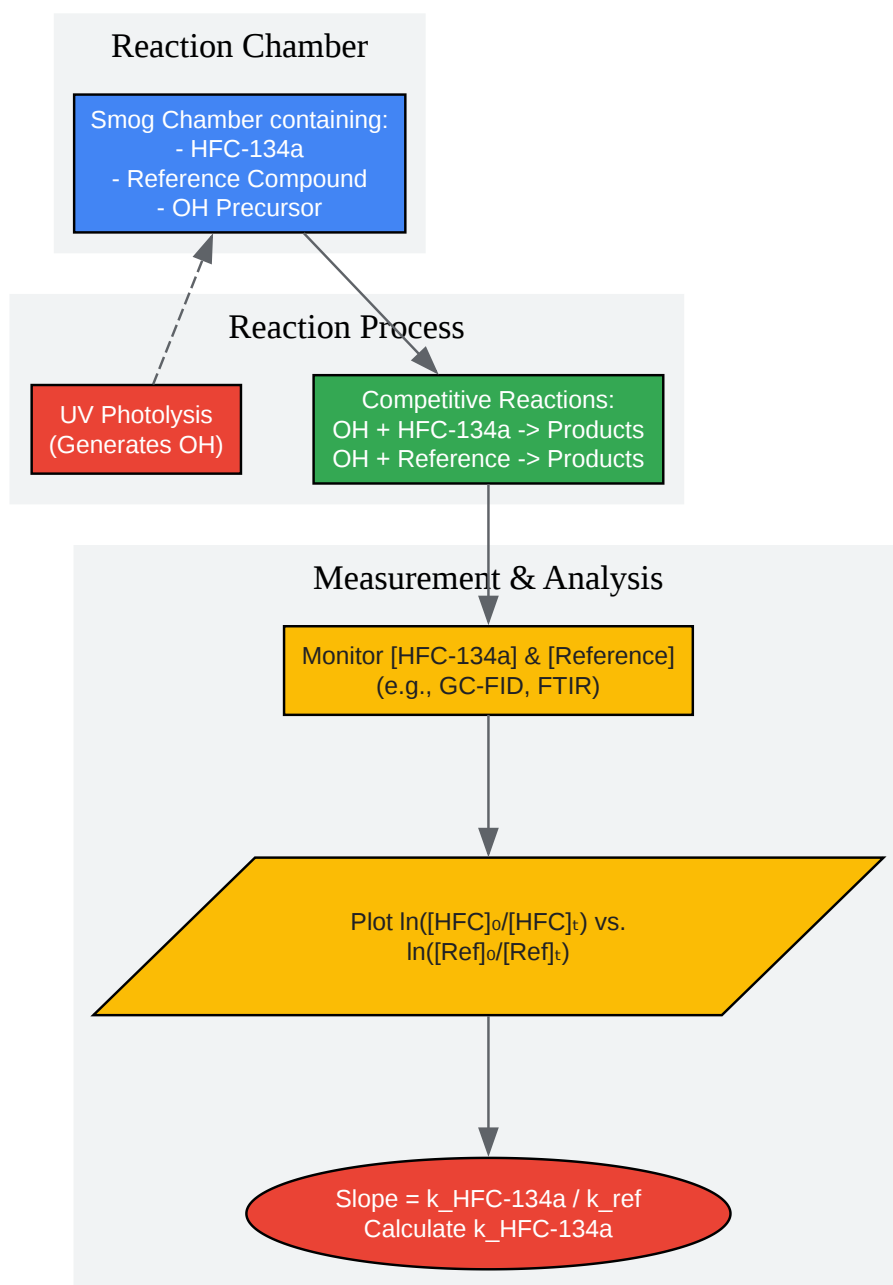 Reaction Chamber
Smog Chamber containing:
- HFC-134a
- Reference Compound
- OH Precursor
Reaction Process
UV Photolysis
(Generates OH)
Competitive Reactions:
OH + HFC-134a -> Products
OH + Reference -> Products
Measurement & Analysis
Monitor [HFC-134a] & [Reference]
(e.g., GC-FID, FTIR)
Plot ln([HFC]₀/[HFC]ₜ) vs.
ln([Ref]₀/[Ref]ₜ)
Slope = k_HFC-134a / k_ref
Calculate k_HFC-134a